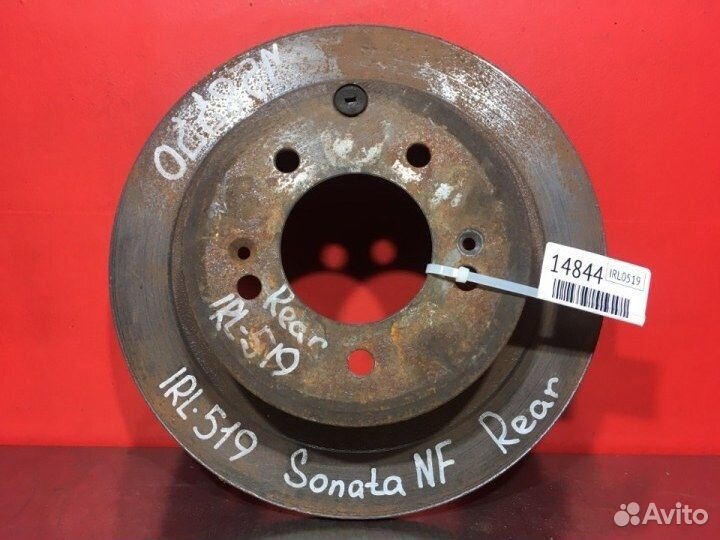 14844
IRL0519
Rear
IRL-519
IRL-519 Sonata NF Rear
Avito